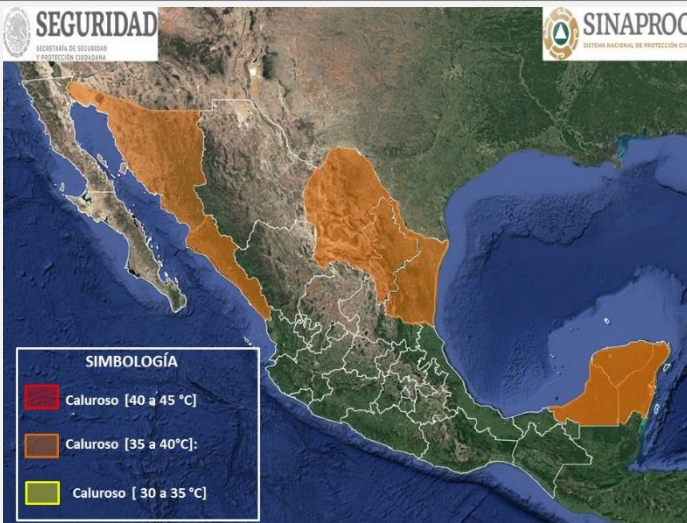 SEGURIDAD
SECRETARÍA DE SEGURIDAD
Y PROTECCIÓN CIUDADANA
SINAPROC
SISTEMA NACIONAL DE PROTECCIÓN CIV
SIMBOLOGÍA
Caluroso [40 a 45 °C]
Caluroso [35 a 40°C]:
Caluroso [ 30 a 35 °C]